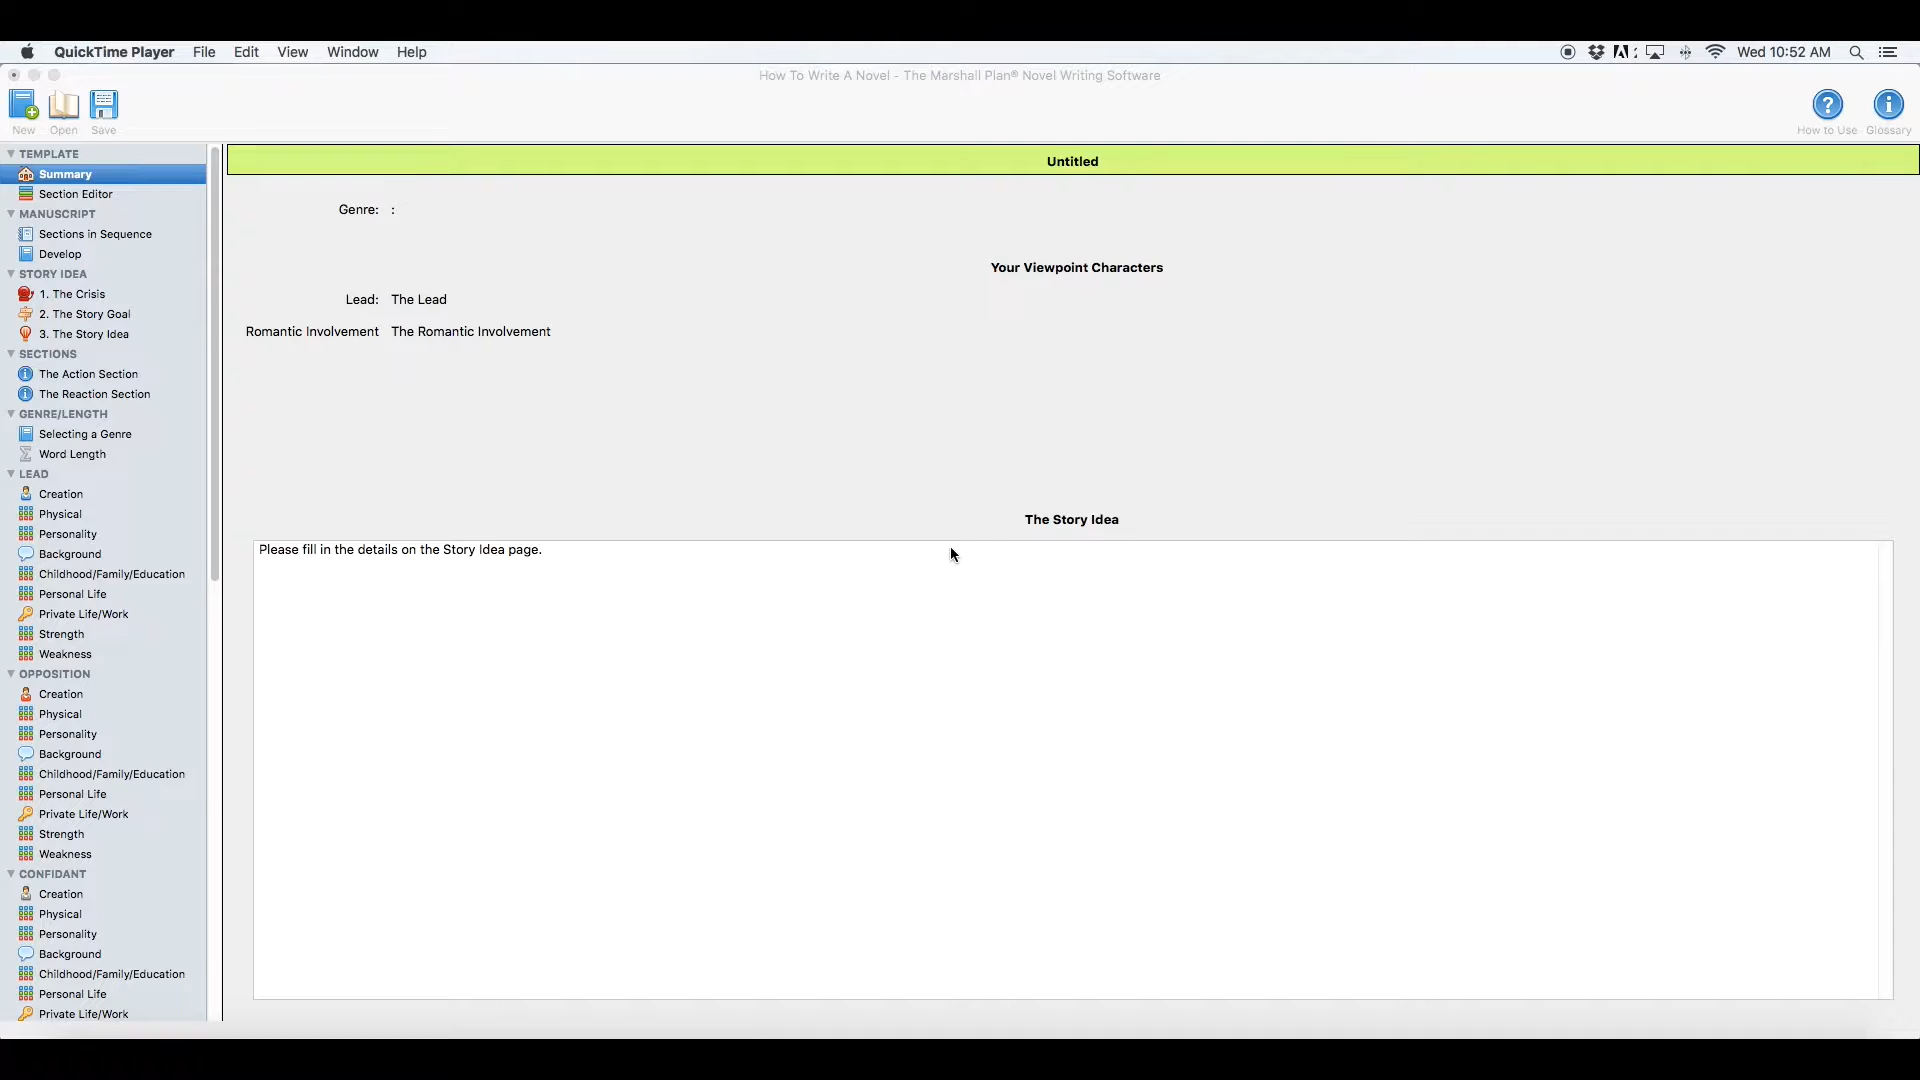 QuickTime Player File Edit View Window Help Wed 10:52 AM
How To Write A Novel - The Marshall Plan® Novel Writing Software
New Open Save How to Use Glossary
TEMPLATE
Summary
Section Editor
MANUSCRIPT
Sections in Sequence
Develop
STORY IDEA
1. The Crisis
2. The Story Goal
3. The Story Idea
SECTIONS
The Action Section
The Reaction Section
GENRE/LENGTH
Selecting a Genre
Word Length
LEAD
Creation
Physical
Personality
Background
Childhood/Family/Education
Personal Life
Private Life/Work
Strength
Weakness
OPPOSITION
Creation
Physical
Personality
Background
Childhood/Family/Education
Personal Life
Private Life/Work
Strength
Weakness
CONFIDANT
Creation
Physical
Personality
Background
Childhood/Family/Education
Personal Life
Private Life/Work
Untitled
Genre: :
Your Viewpoint Characters
Lead: The Lead
Romantic Involvement The Romantic Involvement
The Story Idea
Please fill in the details on the Story Idea page.